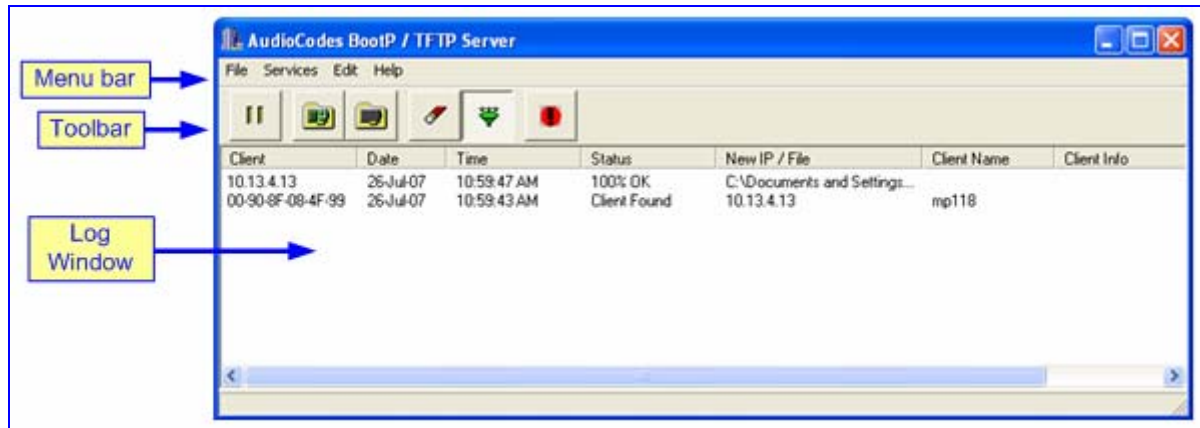 AudioCodes BootP / TFTP Server
Menu bar
File Services Edit Help
Toolbar
Client Date Time Status New IP / File Client Name Client Info
10.13.4.13 26-Jul-07 10:59:47 AM 100% OK C:\Documents and Settings...
00-90-8F-08-4F-99 26-Jul-07 10:59:43 AM Client Found 10.13.4.13 mp118
Log
Window